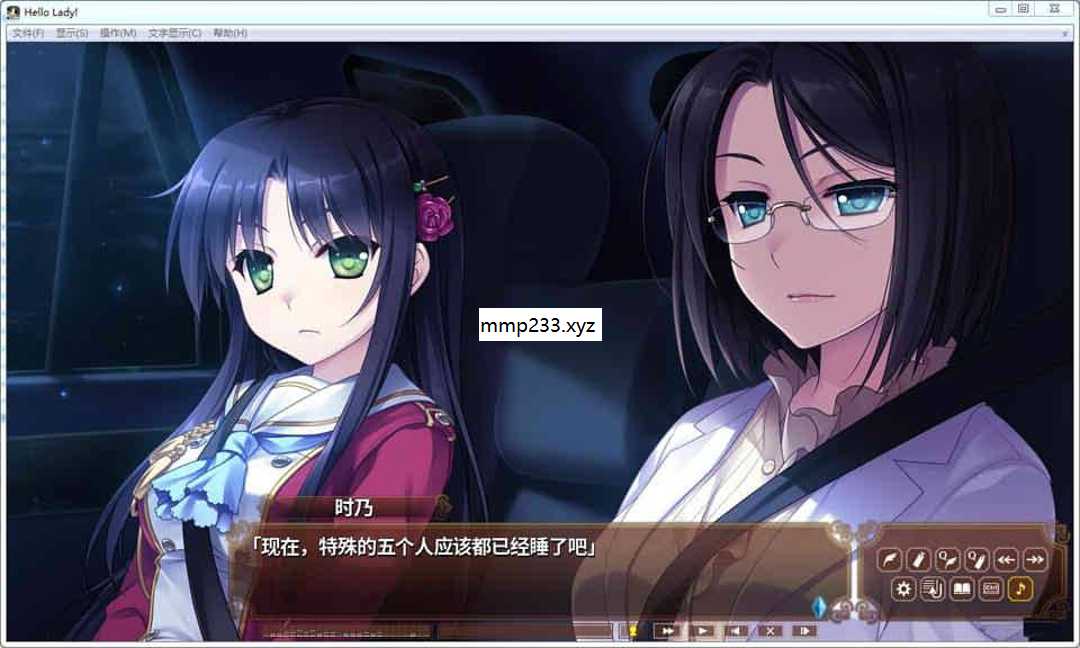 Hello Lady!
文件(F) 显示(S) 操作(M) 文字显示(C) 帮助(H)
mmp233.xyz
时乃
「现在，特殊的五个人应该都已经睡了吧」